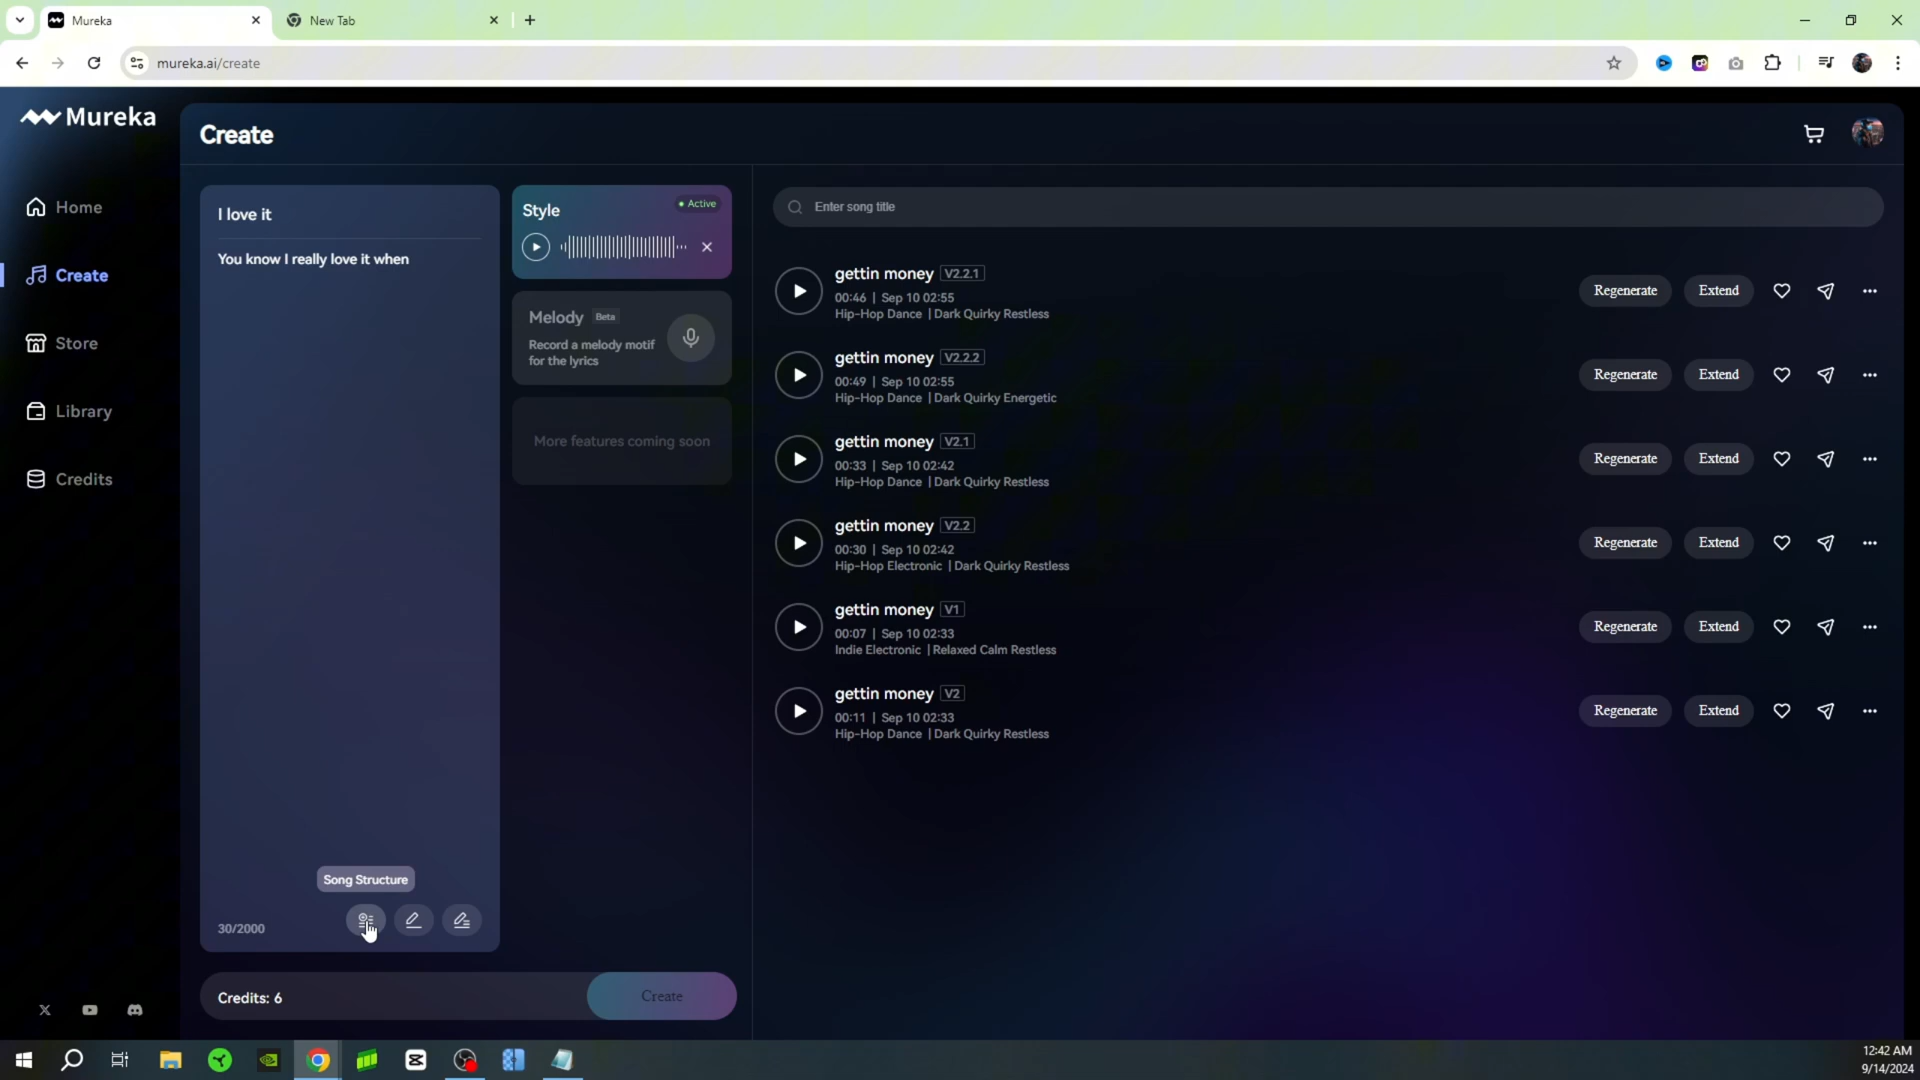 Mureka
New Tab
mureka.ai/create
Mureka
Create
Home
Create
Store
Library
Credits
I love it
You know I really love it when
Song Structure
30/2000
Credits: 6
Create
Style
Active
Melody Beta
Record a melody motif
for the lyrics
More features coming soon
Enter song title
gettin money V2.2.1
00:46 | Sep 10 02:55
Hip-Hop Dance | Dark Quirky Restless
Regenerate Extend
gettin money V2.2.2
00:49 | Sep 10 02:55
Hip-Hop Dance | Dark Quirky Energetic
Regenerate Extend
gettin money V2.1
00:33 | Sep 10 02:42
Hip-Hop Dance | Dark Quirky Restless
Regenerate Extend
gettin money V2.2
00:30 | Sep 10 02:42
Hip-Hop Electronic | Dark Quirky Restless
Regenerate Extend
gettin money V1
00:07 | Sep 10 02:33
Indie Electronic | Relaxed Calm Restless
Regenerate Extend
gettin money V2
00:11 | Sep 10 02:33
Hip-Hop Dance | Dark Quirky Restless
Regenerate Extend
12:42 AM
9/14/2024